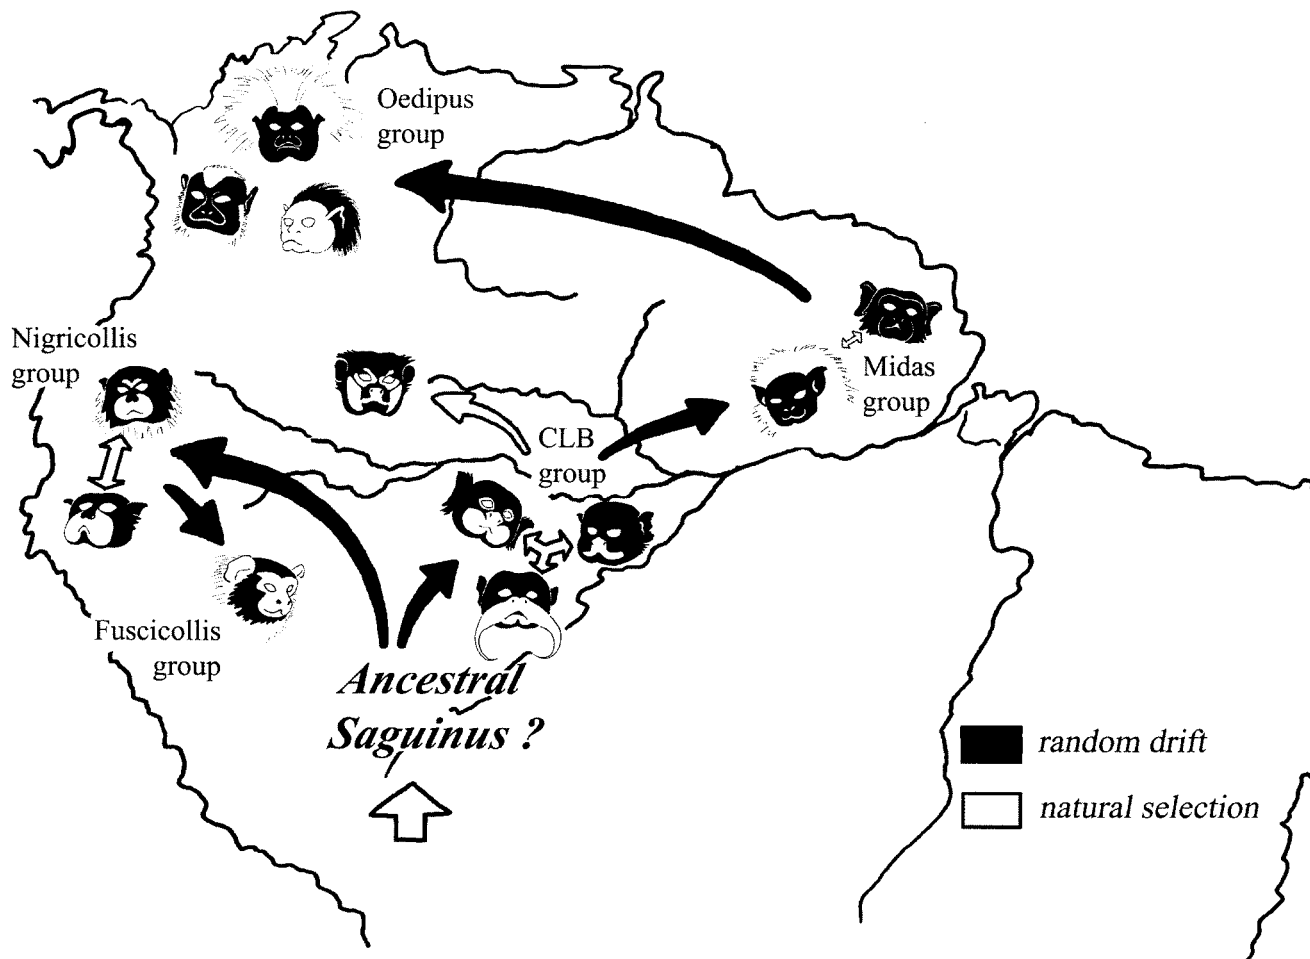 Oedipus
group
Nigricollis
group
Midas
group
CLB
group
Fuscicollis
group
Ancestral
Saguinus ?
random drift
natural selection